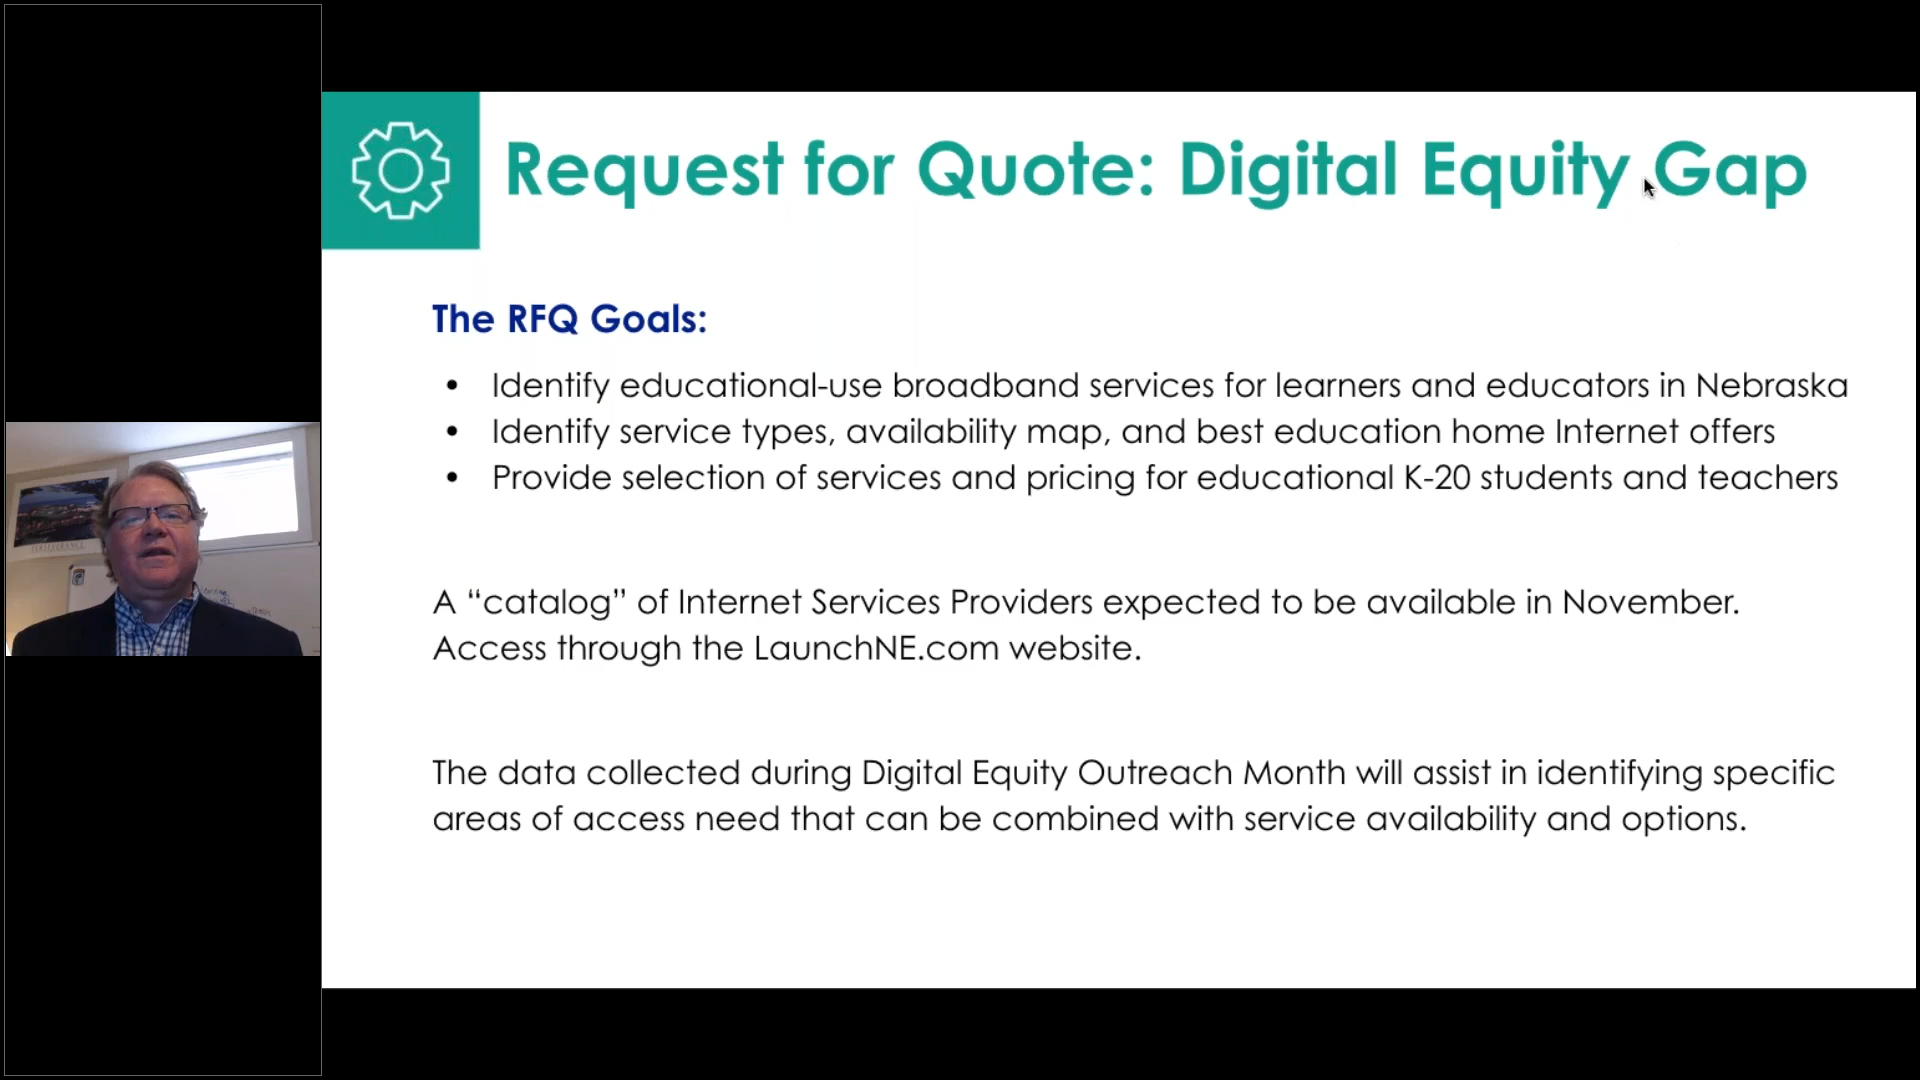 Request for Quote: Digital Equity Gap
The RFQ Goals:
• Identify educational-use broadband services for learners and educators in Nebraska
• Identify service types, availability map, and best education home Internet offers
• Provide selection of services and pricing for educational K-20 students and teachers
A “catalog” of Internet Services Providers expected to be available in November.
Access through the LaunchNE.com website.
The data collected during Digital Equity Outreach Month will assist in identifying specific
areas of access need that can be combined with service availability and options.